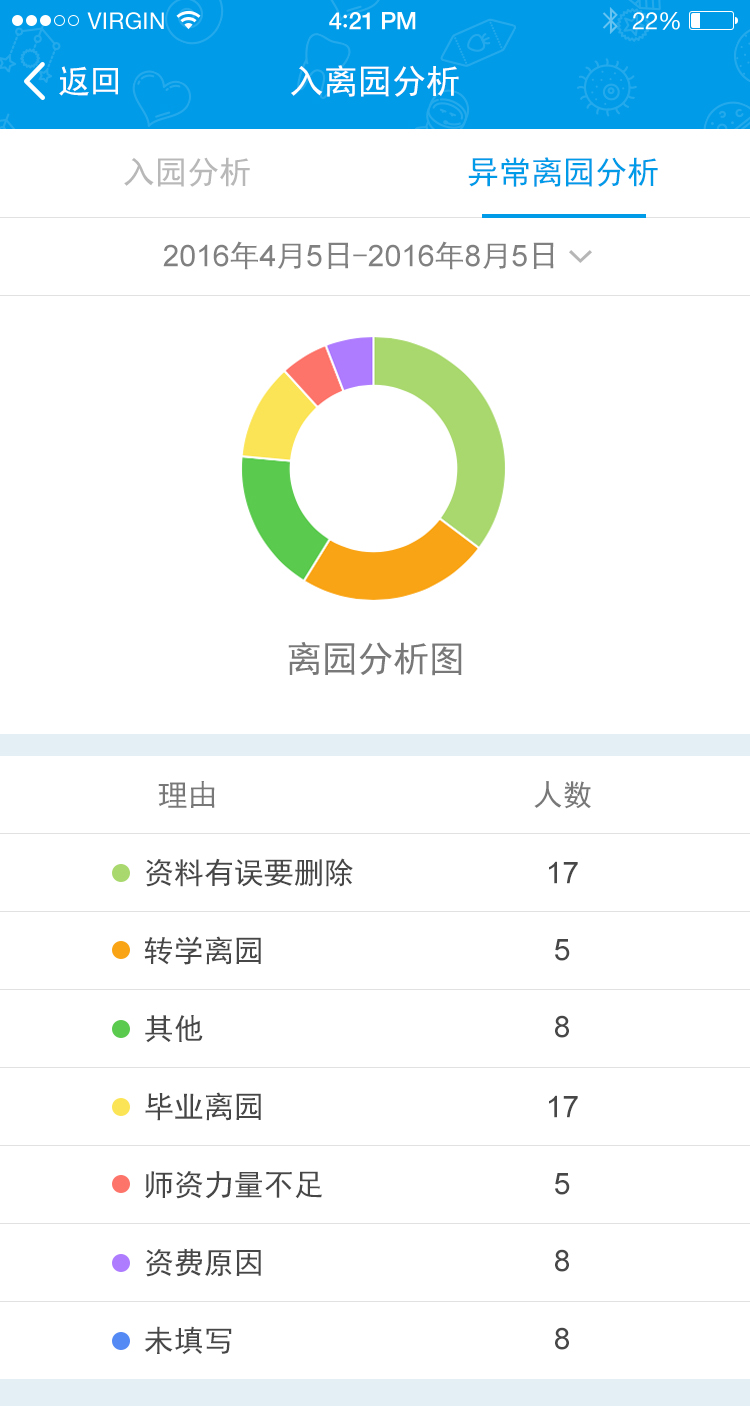 VIRGIN 4:21 PM 22%
返回 入离园分析
入园分析 异常离园分析
2016年4月5日-2016年8月5日
离园分析图
理由 人数
资料有误要删除 17
转学离园 5
其他 8
毕业离园 17
师资力量不足 5
资费原因 8
未填写 8